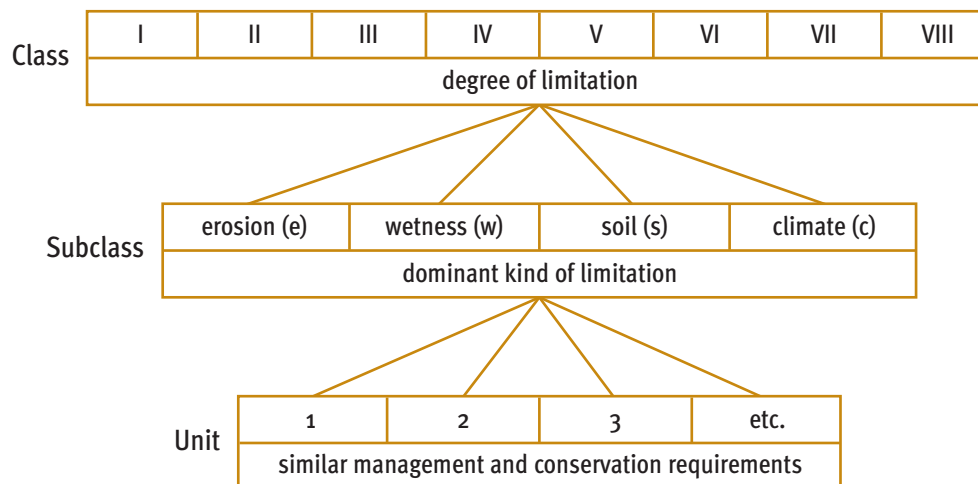 Class
I II III IV V VI VII VIII
degree of limitation
Subclass
erosion (e) wetness (w) soil (s) climate (c)
dominant kind of limitation
Unit
1 2 3 etc.
similar management and conservation requirements